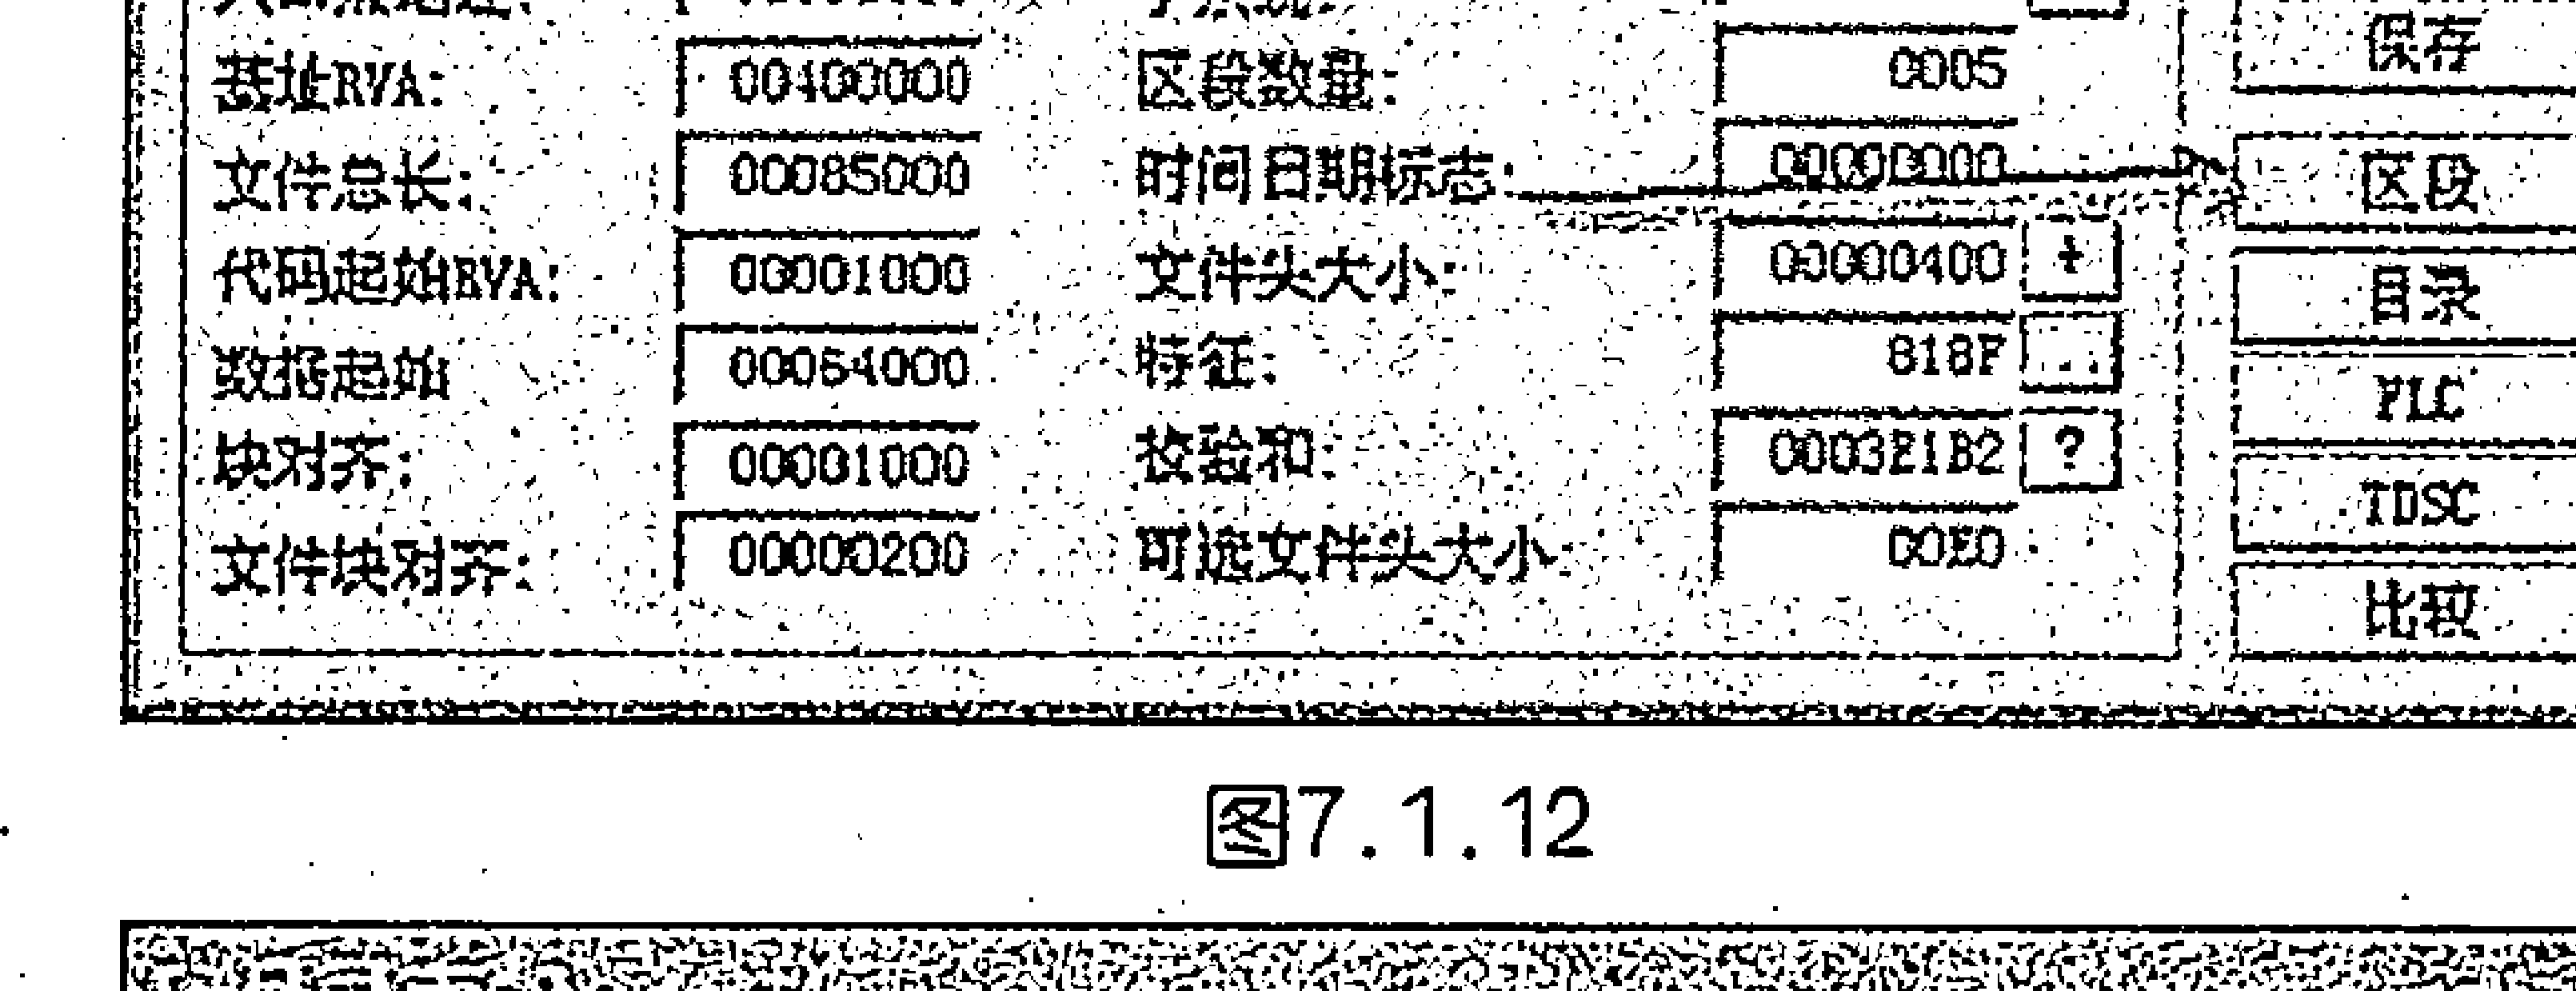 保存
基址RVA: 00400000 区段数量: 0005
文件总长: 00085000 时间日期标志: 00000000 区段
代码起始RVA: 00001000 文件头大小: 00000400 +
目录
数据起始 00064000 特征: 818F ...
FLC
块对齐: 00001000 校验和: 0003E1B2 ?
TDSC
文件块对齐: 00000200 可选文件头大小: 00E0
比较
图7.1.12